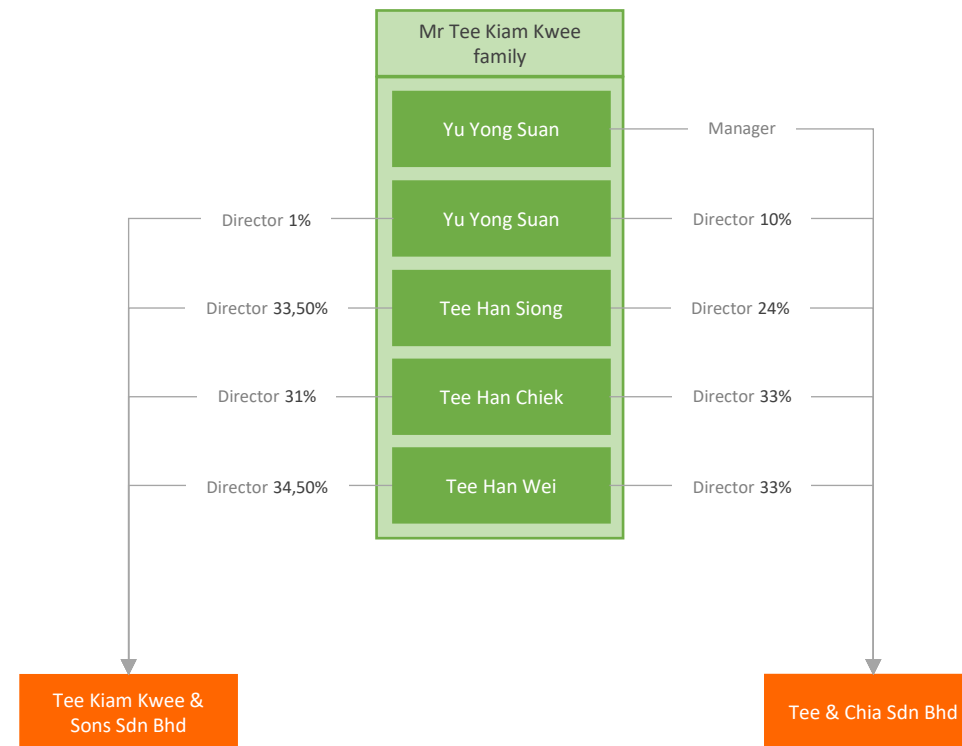 Mr Tee Kiam Kwee
family
Yu Yong Suan
Manager
Director 1%
Yu Yong Suan
Director 10%
Director 33,50%
Tee Han Siong
Director 24%
Director 31%
Tee Han Chiek
Director 33%
Director 34,50%
Tee Han Wei
Director 33%
Tee Kiam Kwee &
Sons Sdn Bhd
Tee & Chia Sdn Bhd